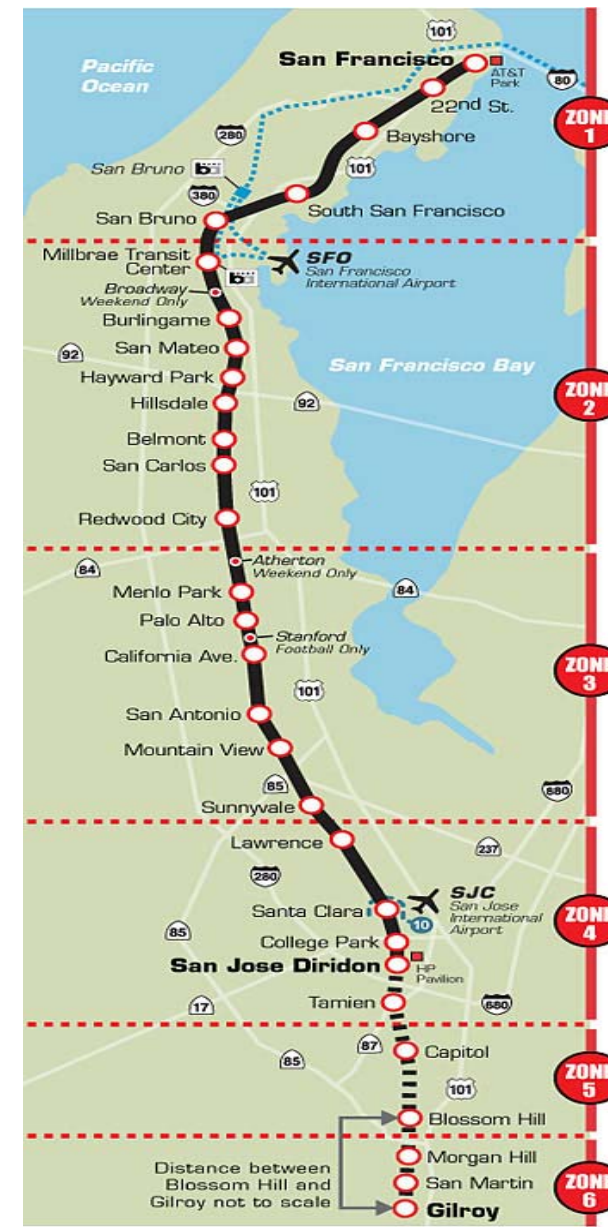 101
San Francisco
Pacific
Ocean
AT&T
Park
80
22nd St.
ZONE
1
280
Bayshore
101
San Bruno
380
South San Francisco
San Bruno
Millbrae Transit
Center
SFO
San Francisco
International Airport
Broadway
Weekend Only
Burlingame
San Mateo
92
San Francisco Bay
Hayward Park
ZONE
2
Hillsdale
92
Belmont
San Carlos
101
Redwood City
Atherton
Weekend Only
84
84
Menlo Park
Palo Alto
Stanford
Football Only
California Ave.
ZONE
3
101
San Antonio
Mountain View
85
880
Sunnyvale
Lawrence
237
280
SJC
San Jose
International
Airport
Santa Clara
10
ZONE
4
85
College Park
San Jose Diridon
HP
Pavilion
Tamien
17
680
87
Capitol
85
101
ZONE
5
Blossom Hill
Distance between
Blossom Hill and
Gilroy not to scale
Morgan Hill
San Martin
ZONE
6
Gilroy